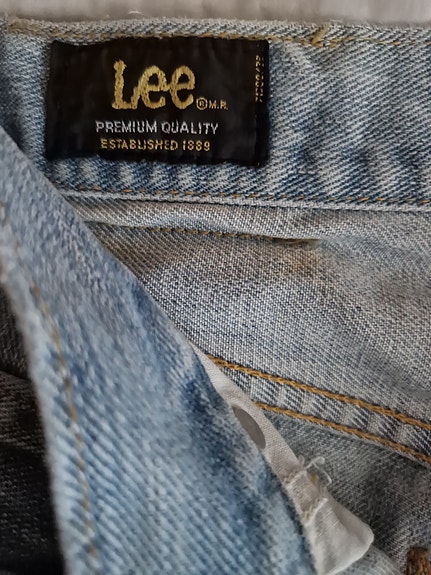 Lee ® M.R.
PREMIUM QUALITY
ESTABLISHED 1889